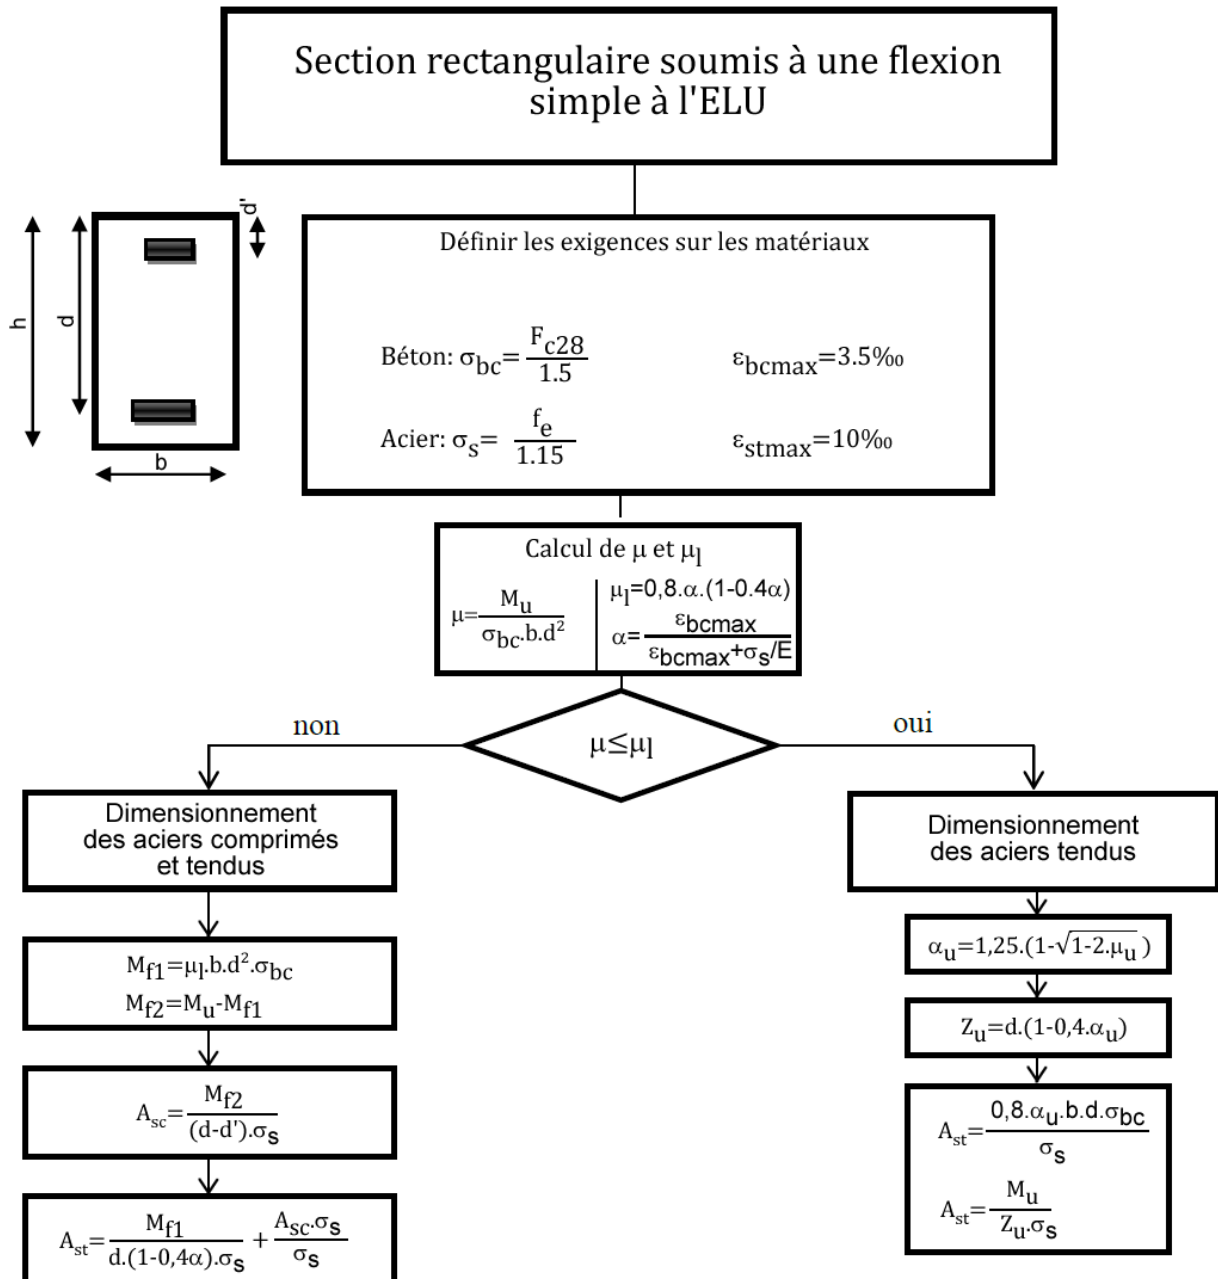 Section rectangulaire soumis à une flexion
simple à l'ELU
h
d
d'
b
Définir les exigences sur les matériaux
Béton: σbc= Fc28/1.5 εbcmax=3.5‰
Acier: σs= fe/1.15 εstmax=10‰
Calcul de μ et μl
μ= Mu/σbc.b.d²
μl=0,8.α.(1-0.4α)
α= εbcmax/εbcmax+σs/E
μ≤μl
non
oui
Dimensionnement
des aciers comprimés
et tendus
Mf1=μl.b.d².σbc
Mf2=Mu-Mf1
Asc= Mf2/(d-d').σs
Ast= Mf1/d.(1-0,4α).σs + Asc.σs/σs
Dimensionnement
des aciers tendus
αu=1,25.(1-√1-2.μu )
Zu=d.(1-0,4.αu)
Ast= 0,8.αu.b.d.σbc/σs
Ast= Mu/Zu.σs